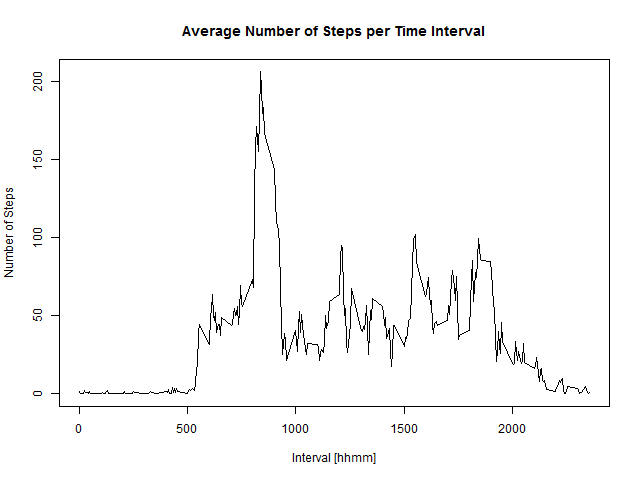 Average Number of Steps per Time Interval
Number of Steps
200
150
100
50
0
0 500 1000 1500 2000
Interval [hhmm]